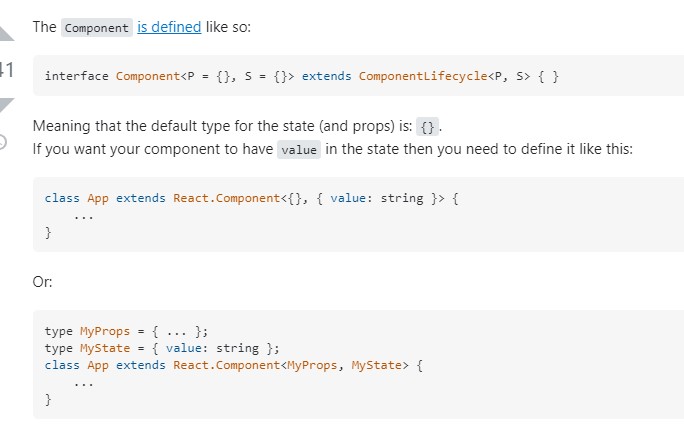 The Component is defined like so:
41
interface Component<P = {}, S = {}> extends ComponentLifecycle<P, S> { }
Meaning that the default type for the state (and props) is: {}.
If you want your component to have value in the state then you need to define it like this:
class App extends React.Component<{}, { value: string }> {
...
}
Or:
type MyProps = { ... };
type MyState = { value: string };
class App extends React.Component<MyProps, MyState> {
...
}